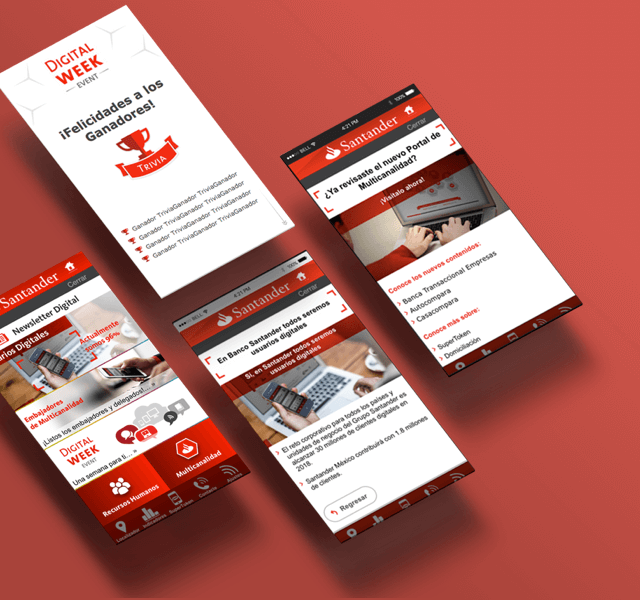 DIGITAL
WEEK
EVENT
¡Felicidades a los
Ganadores!
TRIVIA
Ganador TriviaGanador TriviaGanador
Ganador TriviaGanador TriviaGanador
Ganador TriviaGanador TriviaGanador
Ganador TriviaGanador TriviaGanador
BELL 4:21 PM 100%
Santander
Cerrar
¿Ya revisaste el nuevo Portal de
Multicanalidad?
¡Visítalo ahora!
Conoce los nuevos contenidos:
> Banca Transaccional Empresas
> Autocompara
> Casacompara
Conoce más sobre:
> SuperToken
> Domiciliación
Santander
Cerrar
Newsletter Digital
arios Digitales
Actualmente
somos 96%
Embajadores
de Multicanalidad
¡Listos los embajadores y delegados!...
DIGITAL
WEEK
EVENT
Una semana para ti... »
Recursos Humanos
Multicanalidad
BELL 4:21 PM 100%
Santander
Cerrar
En Banco Santander todos seremos
usuarios digitales
Si, en Santander todos seremos
usuarios digitales
> El reto corporativo para todos los países y
unidades de negocio del Grupo Santander es
alcanzar 30 millones de clientes digitales en
2018.
> Santander México contribuirá con 1.8 millones
de clientes.
Regresar